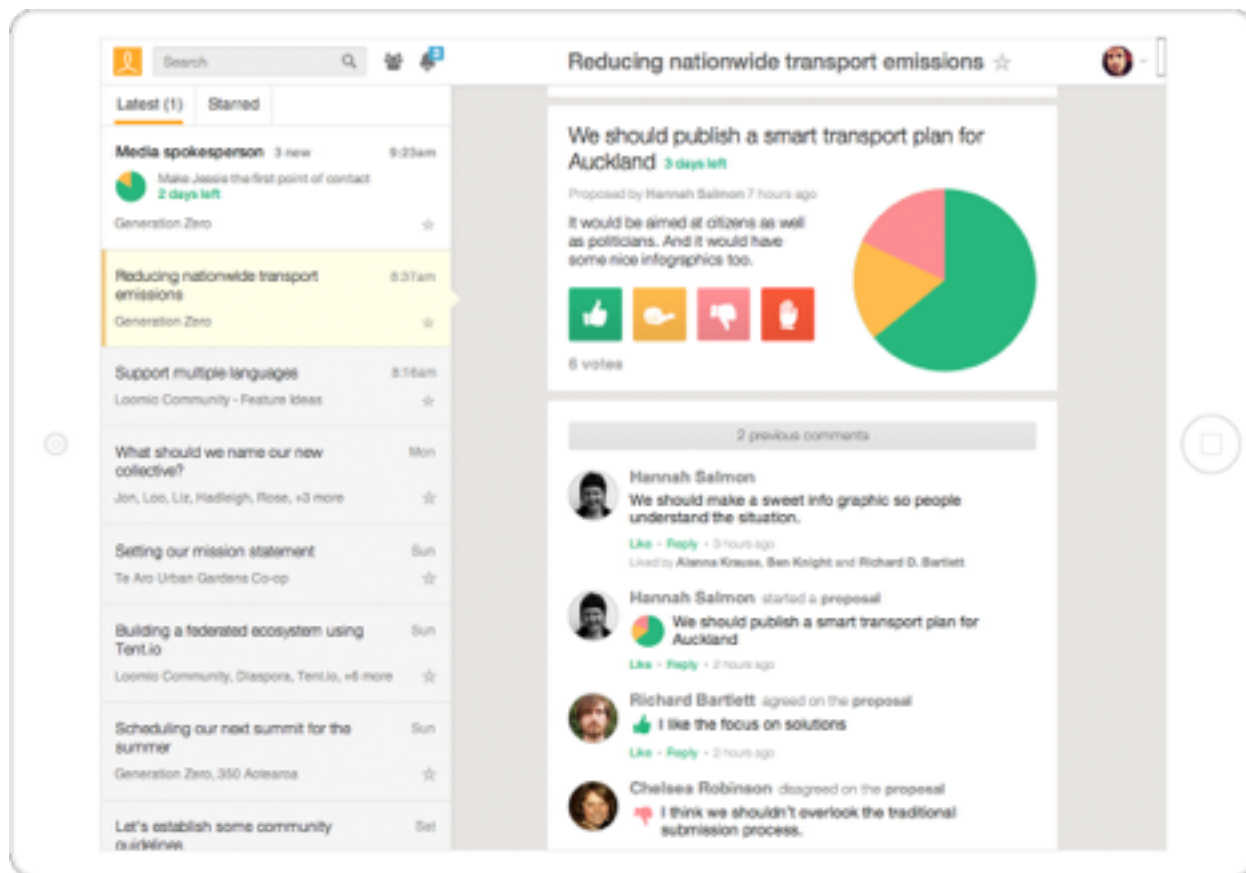 Search
2
Reducing nationwide transport emissions
Latest (1)
Starred
Media spokesperson 3 new 9:23am
Make Jessie the first point of contact
2 days left
Generation Zero
Reducing nationwide transport 8:37am
emissions
Generation Zero
Support multiple languages 8:16am
Loomio Community - Feature Ideas
What should we name our new Mon
collective?
Jon, Loo, Liz, Hadleigh, Rose, +3 more
Setting our mission statement Sun
Te Aro Urban Gardens Co-op
Building a federated ecosystem using Sun
Tent.io
Loomio Community, Diaspora, Tent.io, +6 more
Scheduling our next summit for the Sun
summer
Generation Zero, 350 Aotearoa
Let's establish some community Sat
guidelines
We should publish a smart transport plan for
Auckland 3 days left
Proposed by Hannah Salmon 7 hours ago
It would be aimed at citizens as well
as politicians. And it would have
some nice infographics too.
6 votes
2 previous comments
Hannah Salmon
We should make a sweet info graphic so people
understand the situation.
Like · Reply · 3 hours ago
Liked by Alanna Krause, Ben Knight and Richard D. Bartlett
Hannah Salmon started a proposal
We should publish a smart transport plan for
Auckland
Like · Reply · 2 hours ago
Richard Bartlett agreed on the proposal
I like the focus on solutions
Like · Reply · 2 hours ago
Chelsea Robinson disagreed on the proposal
I think we shouldn't overlook the traditional
submission process.